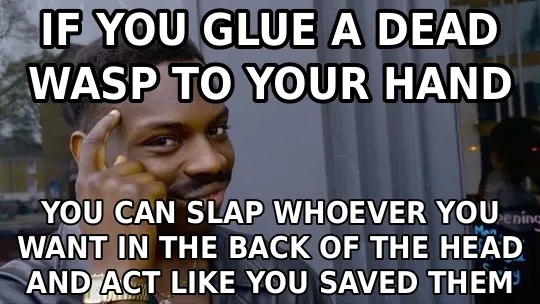 IF YOU GLUE A DEAD
WASP TO YOUR HAND
YOU CAN SLAP WHOEVER YOU
WANT IN THE BACK OF THE HEAD
AND ACT LIKE YOU SAVED THEM